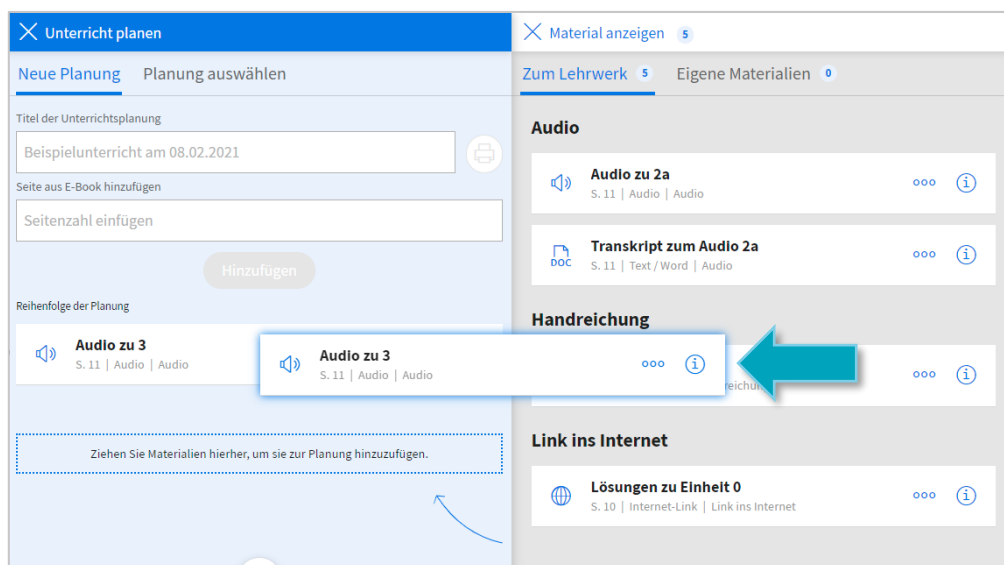 Unterricht planen
Neue Planung Planung auswählen
Titel der Unterrichtsplanung
Beispielunterricht am 08.02.2021
Seite aus E-Book hinzufügen
Seitenzahl einfügen
Hinzufügen
Reihenfolge der Planung
Audio zu 3
S. 11 | Audio | Audio
Audio zu 3
S. 11 | Audio | Audio
Ziehen Sie Materialien hierher, um sie zur Planung hinzuzufügen.
Material anzeigen 5
Zum Lehrwerk 5 Eigene Materialien 0
Audio
Audio zu 2a
S. 11 | Audio | Audio
DOC
Transkript zum Audio 2a
S. 11 | Text / Word | Audio
Handreichung
Link ins Internet
Lösungen zu Einheit 0
S. 10 | Internet-Link | Link ins Internet